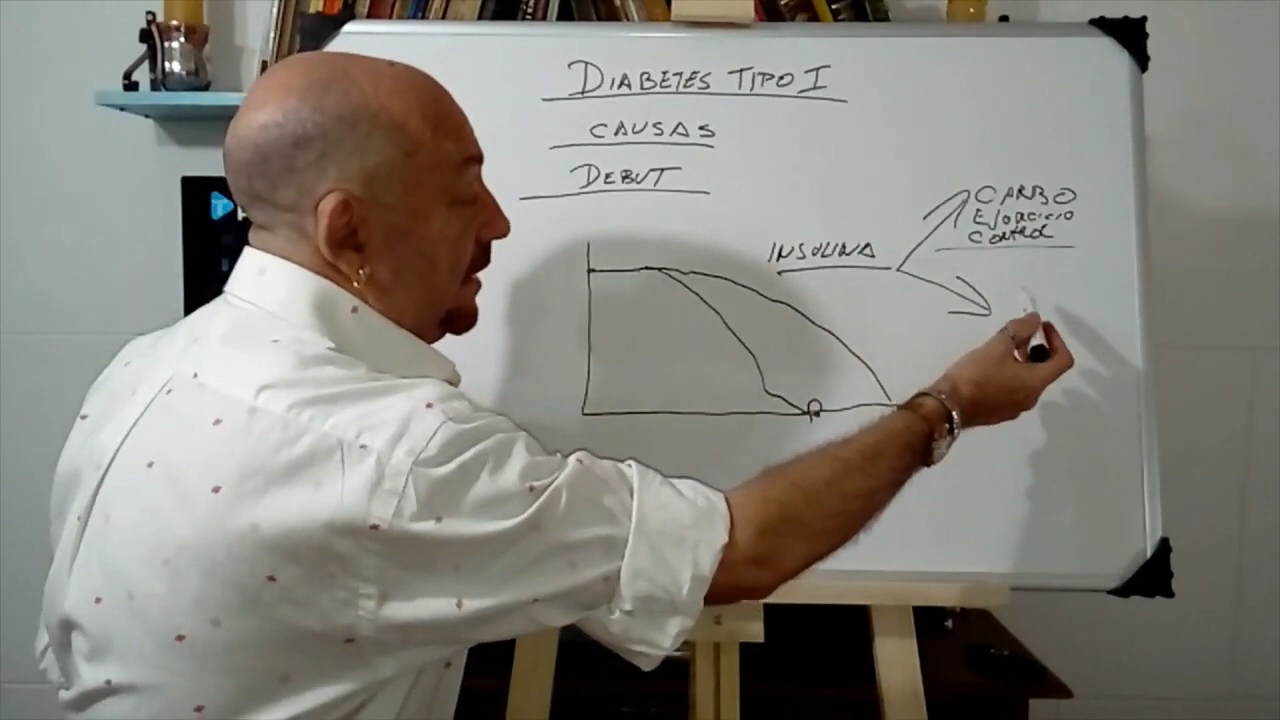 DIABETES TIPO I
CAUSAS
DEBUT
INSULINA
CARBO
Ejercicio
Control